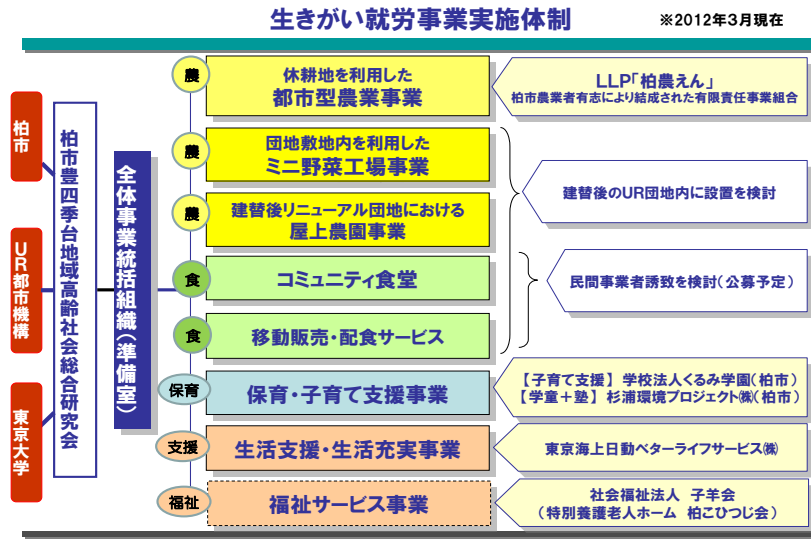 生きがい就労事業実施体制
※2012年3月現在
柏市
UR都市機構
東京大学
柏市豊四季台地域高齢社会総合研究会
全体事業統括組織(準備室)
農
休耕地を利用した
都市型農業事業
LLP「柏農えん」
柏市農業者有志により結成された有限責任事業組合
農
団地敷地内を利用した
ミニ野菜工場事業
農
建替後リニューアル団地における
屋上農園事業
建替後のUR団地内に設置を検討
食
コミュニティ食堂
食
移動販売・配食サービス
民間事業者誘致を検討(公募予定)
保育
保育・子育て支援事業
【子育て支援】 学校法人くるみ学園(柏市)
【学童+塾】 杉浦環境プロジェクト㈱(柏市)
支援
生活支援・生活充実事業
東京海上日動ベターライフサービス㈱
福祉
福祉サービス事業
社会福祉法人 子羊会
(特別養護老人ホーム 柏こひつじ会)